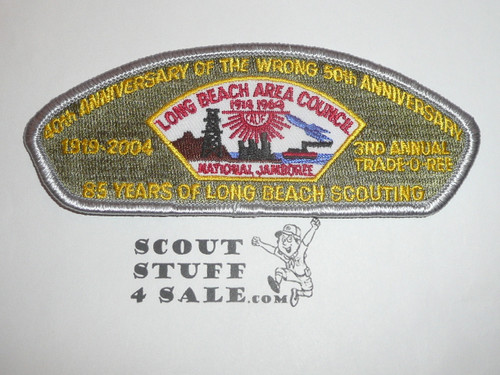 40th ANNIVERSARY OF THE WRONG 50th ANNIVERSARY
LONG BEACH AREA COUNCIL
1914 1964
CALIF
NATIONAL JAMBOREE
1919-2004
3RD ANNUAL
TRADE-O-REE
85 YEARS OF LONG BEACH SCOUTING
SCOUT
STUFF
4 SALE.COM